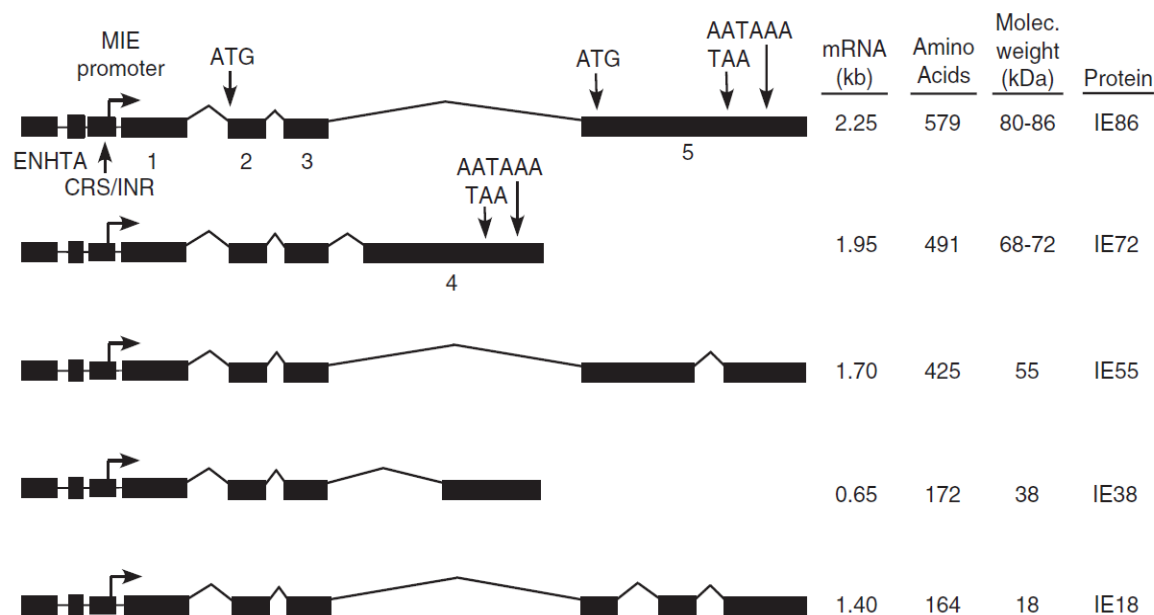 MIE
promoter
ATG
ATG
AATAAA
TAA
mRNA
(kb)
Amino
Acids
Molec.
weight
(kDa)
Protein
2.25 579 80-86 IE86
ENHTA 1 2 3 5
CRS/INR
AATAAA
TAA
1.95 491 68-72 IE72
4
1.70 425 55 IE55
0.65 172 38 IE38
1.40 164 18 IE18